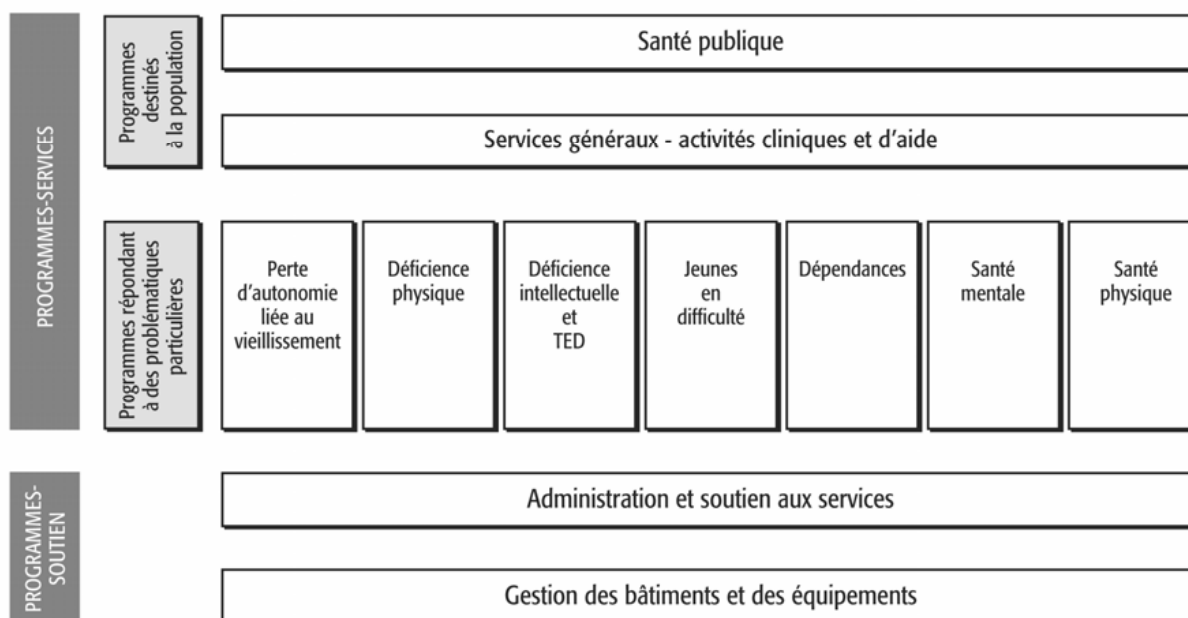 PROGRAMMES-SERVICES
Programmes
destinés
à la population
Santé publique
Services généraux - activités cliniques et d’aide
Programmes répondant
à des problématiques
particulières
Perte
d’autonomie
liée au
vieillissement
Déficience
physique
Déficience
intellectuelle
et
TED
Jeunes
en
difficulté
Dépendances
Santé
mentale
Santé
physique
PROGRAMMES-
SOUTIEN
Administration et soutien aux services
Gestion des bâtiments et des équipements